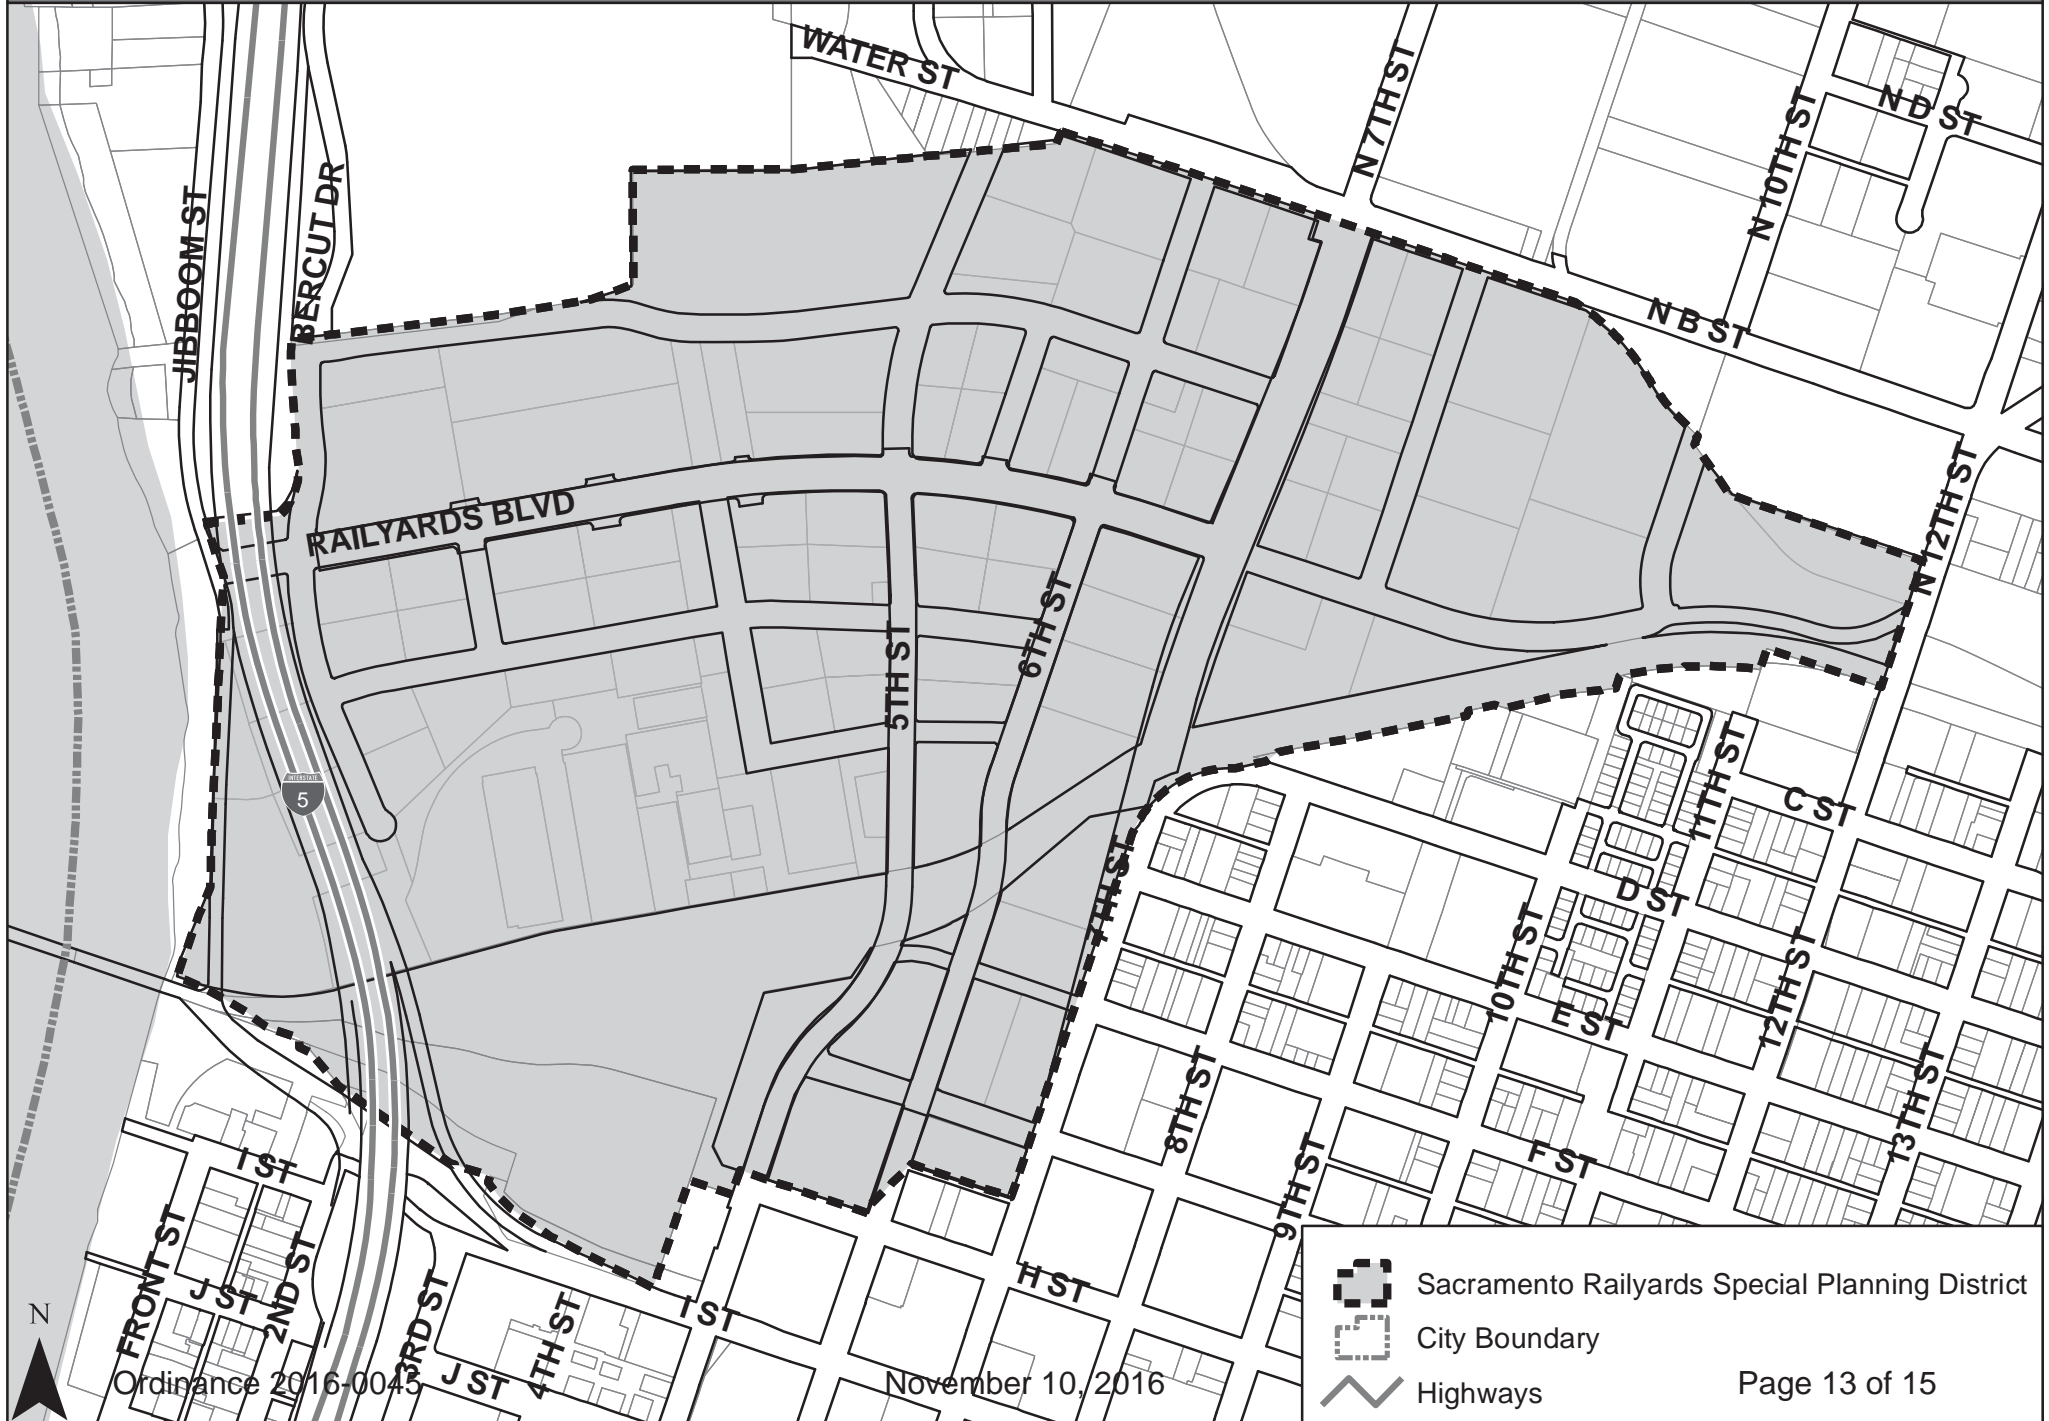 WATER ST
N 7TH ST
N D ST
N 10TH ST
JIBBOOM ST
BERCUT DR
N B ST
RAILYARDS BLVD
N 12TH ST
5TH ST
6TH ST
INTERSTATE
5
11TH ST
C ST
7TH ST
D ST
10TH ST
12TH ST
E ST
8TH ST
13TH ST
9TH ST
F ST
I ST
FRONT ST
J ST
2ND ST
3RD ST
4TH ST
I ST
H ST
J ST
N
Sacramento Railyards Special Planning District
City Boundary
Highways
Ordinance 2016-0045
November 10, 2016
Page 13 of 15